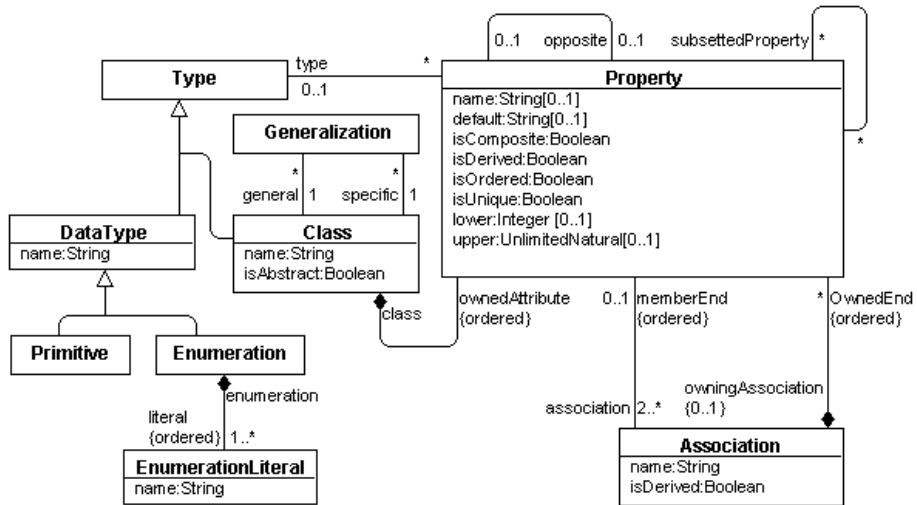 0..1 opposite 0..1 subsettedProperty *
type *
0..1
Type
Property
name:String[0..1]
default:String[0..1]
isComposite:Boolean
isDerived:Boolean
isOrdered:Boolean
isUnique:Boolean
lower:Integer [0..1]
upper:UnlimitedNatural[0..1]
*
Generalization
* *
general 1 specific 1
DataType
name:String
Class
name:String
isAbstract:Boolean
class
ownedAttribute
{ordered}
0..1 memberEnd
{ordered}
* OwnedEnd
{ordered}
Primitive
Enumeration
enumeration
literal
{ordered} 1..*
EnumerationLiteral
name:String
association 2..*
owningAssociation
{0..1}
Association
name:String
isDerived:Boolean